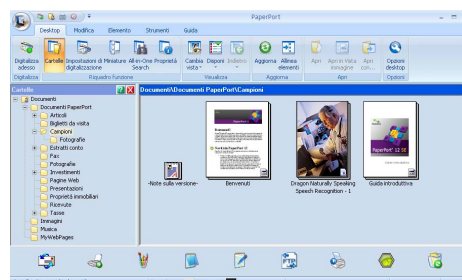 PaperPort
Desktop Modifica Elemento Strumenti Guida
Digitalizza adesso
Cartelle
Impostazioni di digitalizzazione
Miniature
All-in-One Search
Proprietà
Cambia vista
Disponi
Indietro
Aggiorna
Allinea elementi
Apri
Apri in Vista immagine
Apri con...
Opzioni desktop
Digitalizza Riquadro funzione Visualizza Aggiorna Apri Opzioni
Cartelle
Documenti\Documenti PaperPort\Campioni
Documenti
Documenti PaperPort
Articoli
Biglietti da visita
Campioni
Fotografie
Estratti conto
Fax
Fotografie
Investimenti
Pagine Web
Presentazioni
Proprietà immobiliari
Ricevute
Tasse
Immagini
Musica
MyWebPages
-Note sulla versione-
Benvenuti
Dragon Naturally Speaking
Speech Recognition - 1
Guida introduttiva
FTP